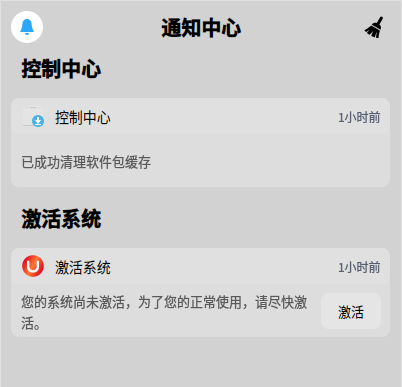 通知中心
控制中心
控制中心 1小时前
已成功清理软件包缓存
激活系统
激活系统 1小时前
您的系统尚未激活，为了您的正常使用，请尽快激
活。
激活